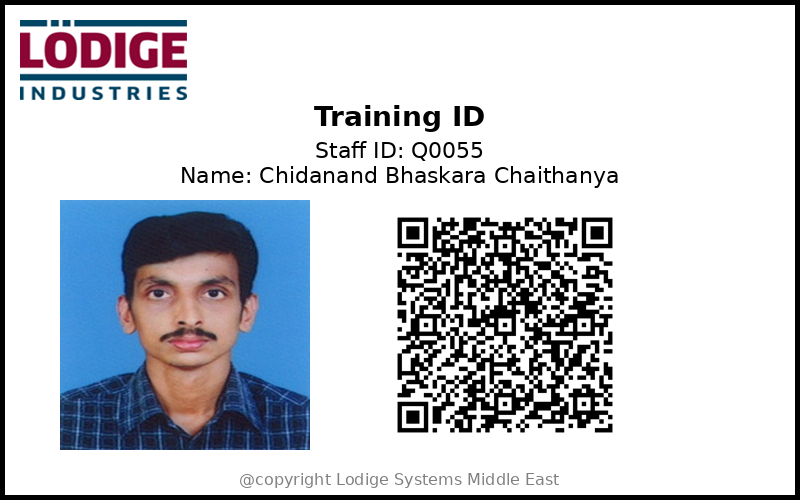 LÖDIGE
INDUSTRIES
Training ID
Staff ID: Q0055
Name: Chidanand Bhaskara Chaithanya
@copyright Lodige Systems Middle East